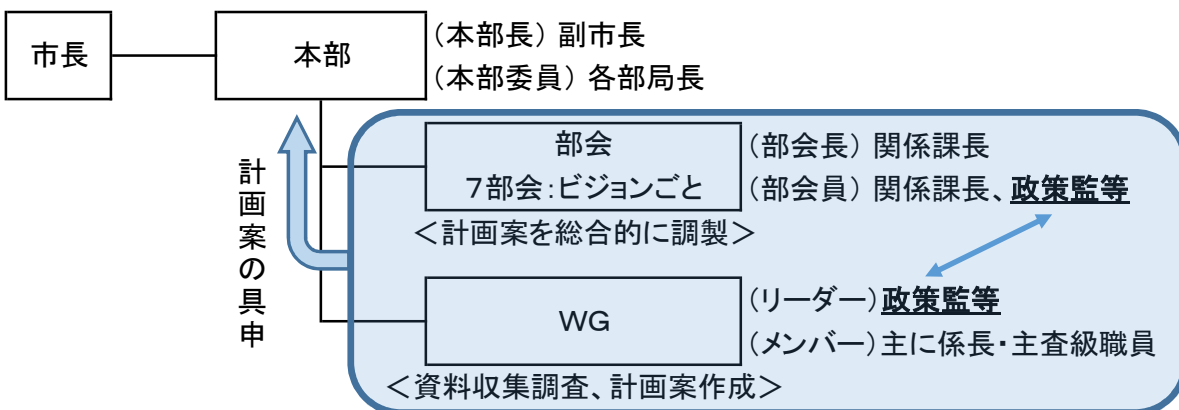 市長
本部
(本部長) 副市長
(本部委員) 各部局長
計画案の具申
部会
7部会:ビジョンごと
(部会長) 関係課長
(部会員) 関係課長、政策監等
<計画案を総合的に調製>
WG
(リーダー)政策監等
(メンバー)主に係長・主査級職員
<資料収集調査、計画案作成>